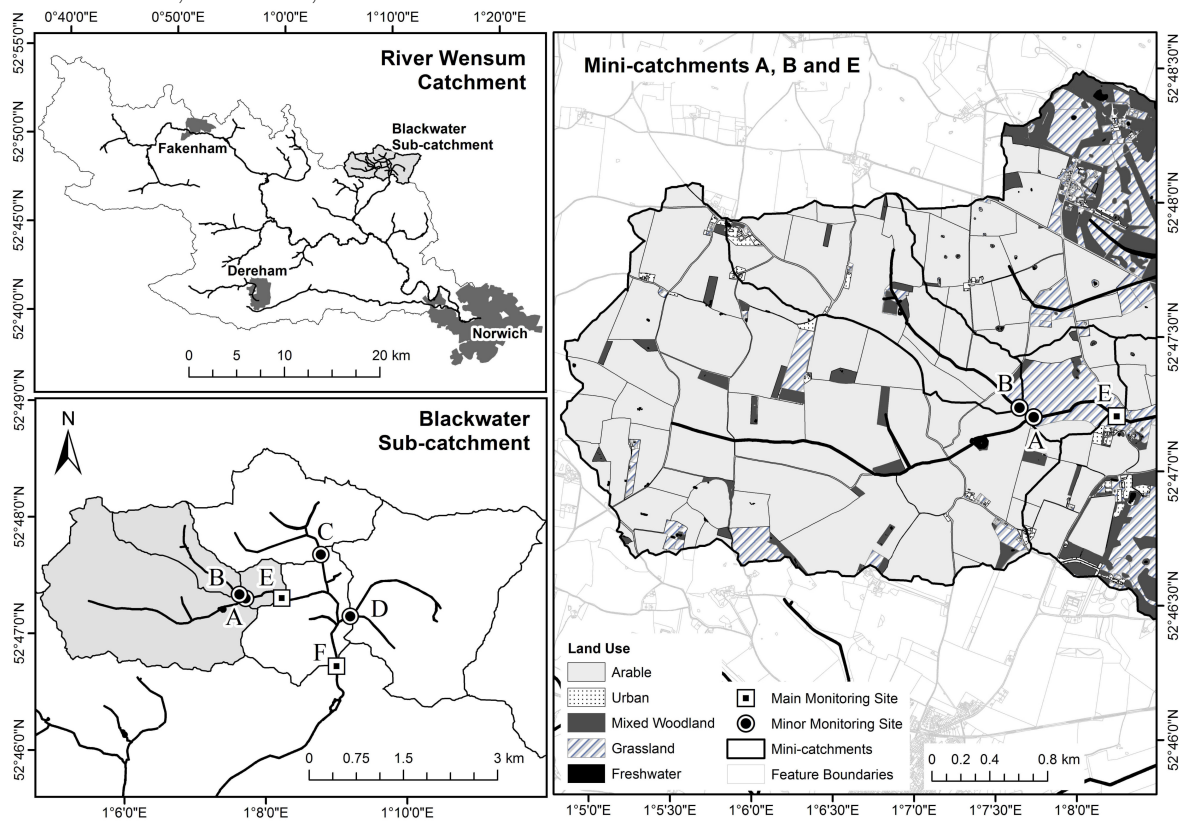 0°40'0"E 0°50'0"E 1°0'0"E 1°10'0"E 1°20'0"E
52°55'0"N
52°50'0"N
52°45'0"N
52°40'0"N
River Wensum
Catchment
Blackwater
Sub-catchment
Fakenham
Dereham
Norwich
0 5 10 20 km
52°49'0"N
52°48'0"N
52°47'0"N
52°46'0"N
N
Blackwater
Sub-catchment
A
B
C
D
E
F
0 0.75 1.5 3 km
1°6'0"E 1°8'0"E 1°10'0"E
Mini-catchments A, B and E
B
A
E
52°48'30"N
52°48'0"N
52°47'30"N
52°47'0"N
52°46'30"N
52°46'0"N
Land Use
Arable
Urban
Mixed Woodland
Grassland
Freshwater
Main Monitoring Site
Minor Monitoring Site
Mini-catchments
Feature Boundaries
0 0.2 0.4 0.8 km
1°5'0"E 1°5'30"E 1°6'0"E 1°6'30"E 1°7'0"E 1°7'30"E 1°8'0"E